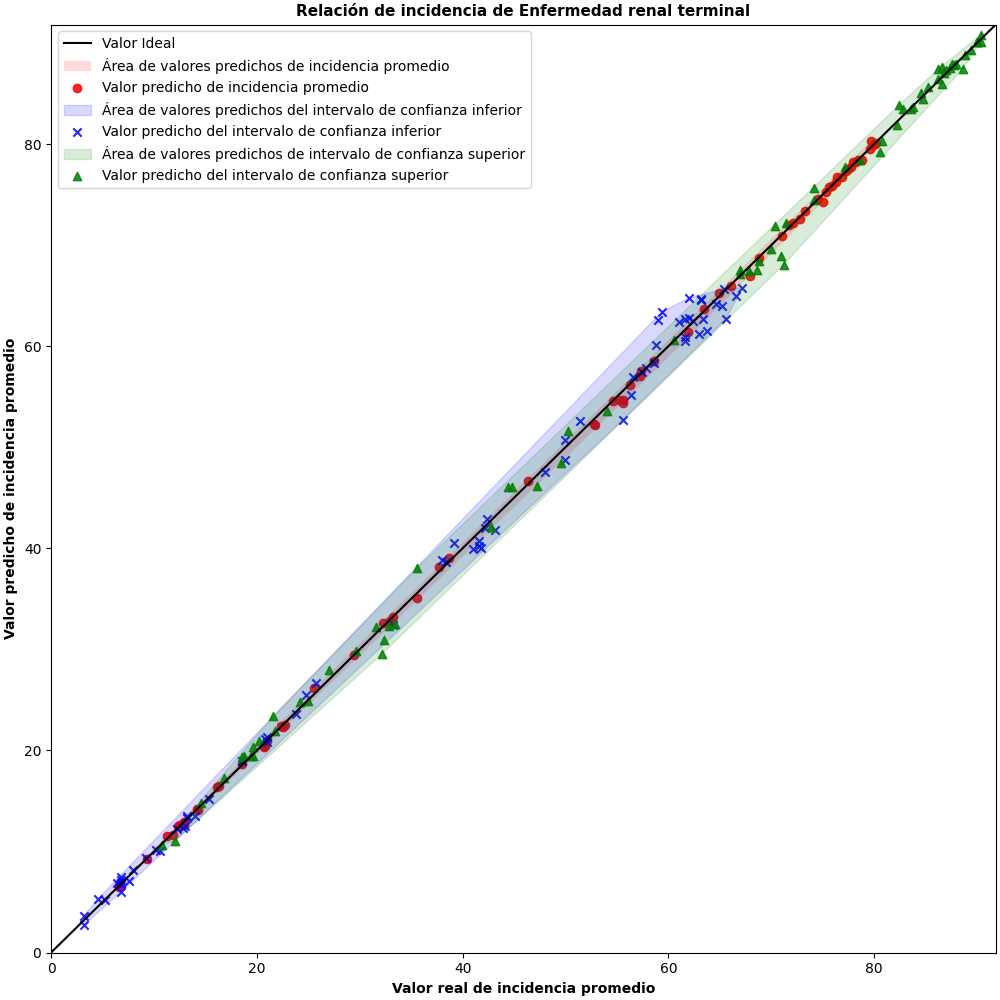 Relación de incidencia de Enfermedad renal terminal
Valor Ideal
Área de valores predichos de incidencia promedio
Valor predicho de incidencia promedio
Área de valores predichos del intervalo de confianza inferior
Valor predicho del intervalo de confianza inferior
Área de valores predichos de intervalo de confianza superior
Valor predicho del intervalo de confianza superior
Valor predicho de incidencia promedio
80
60
40
20
0
0 20 40 60 80
Valor real de incidencia promedio